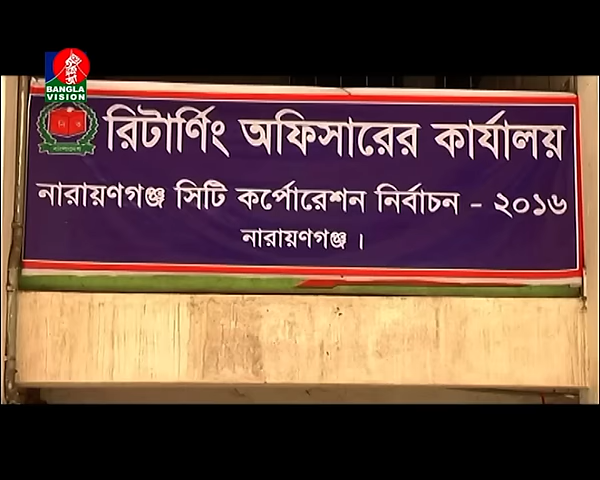 BANGLA
VISION
রিটার্ণিং অফিসারের কার্যালয়
নারায়ণগঞ্জ সিটি কর্পোরেশন নির্বাচন - ২০১৬
নারায়ণগঞ্জ।